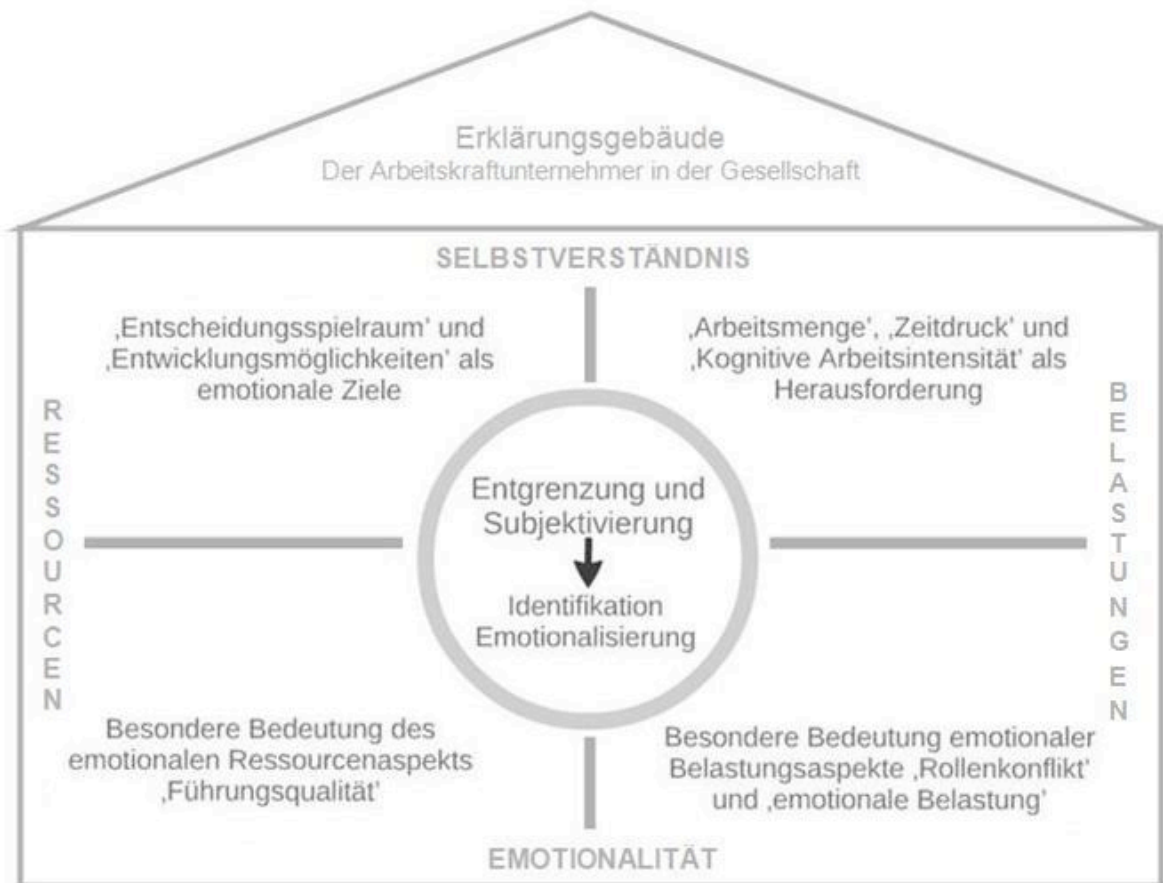 Erklärungsgebäude
Der Arbeitskraftunternehmer in der Gesellschaft
SELBSTVERSTÄNDNIS
‚Entscheidungsspielraum’ und
‚Entwicklungsmöglichkeiten’ als
emotionale Ziele
‚Arbeitsmenge’, ‚Zeitdruck’ und
‚Kognitive Arbeitsintensität’ als
Herausforderung
RESSOURCEN
Entgrenzung und
Subjektivierung
Identifikation
Emotionalisierung
BELASTUNGEN
Besondere Bedeutung des
emotionalen Ressourcenaspekts
‚Führungsqualität’
Besondere Bedeutung emotionaler
Belastungsaspekte ‚Rollenkonflikt’
und ‚emotionale Belastung’
EMOTIONALITÄT